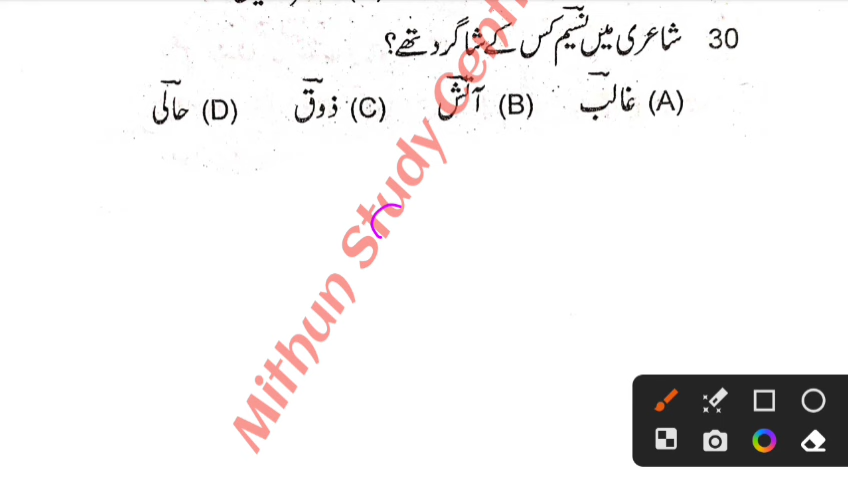 30 شاعری میں نسیم کس کے شاگرد تھے؟
(A) غالب (B) آتش (C) ذوق (D) حالی
Mithun Study Cent